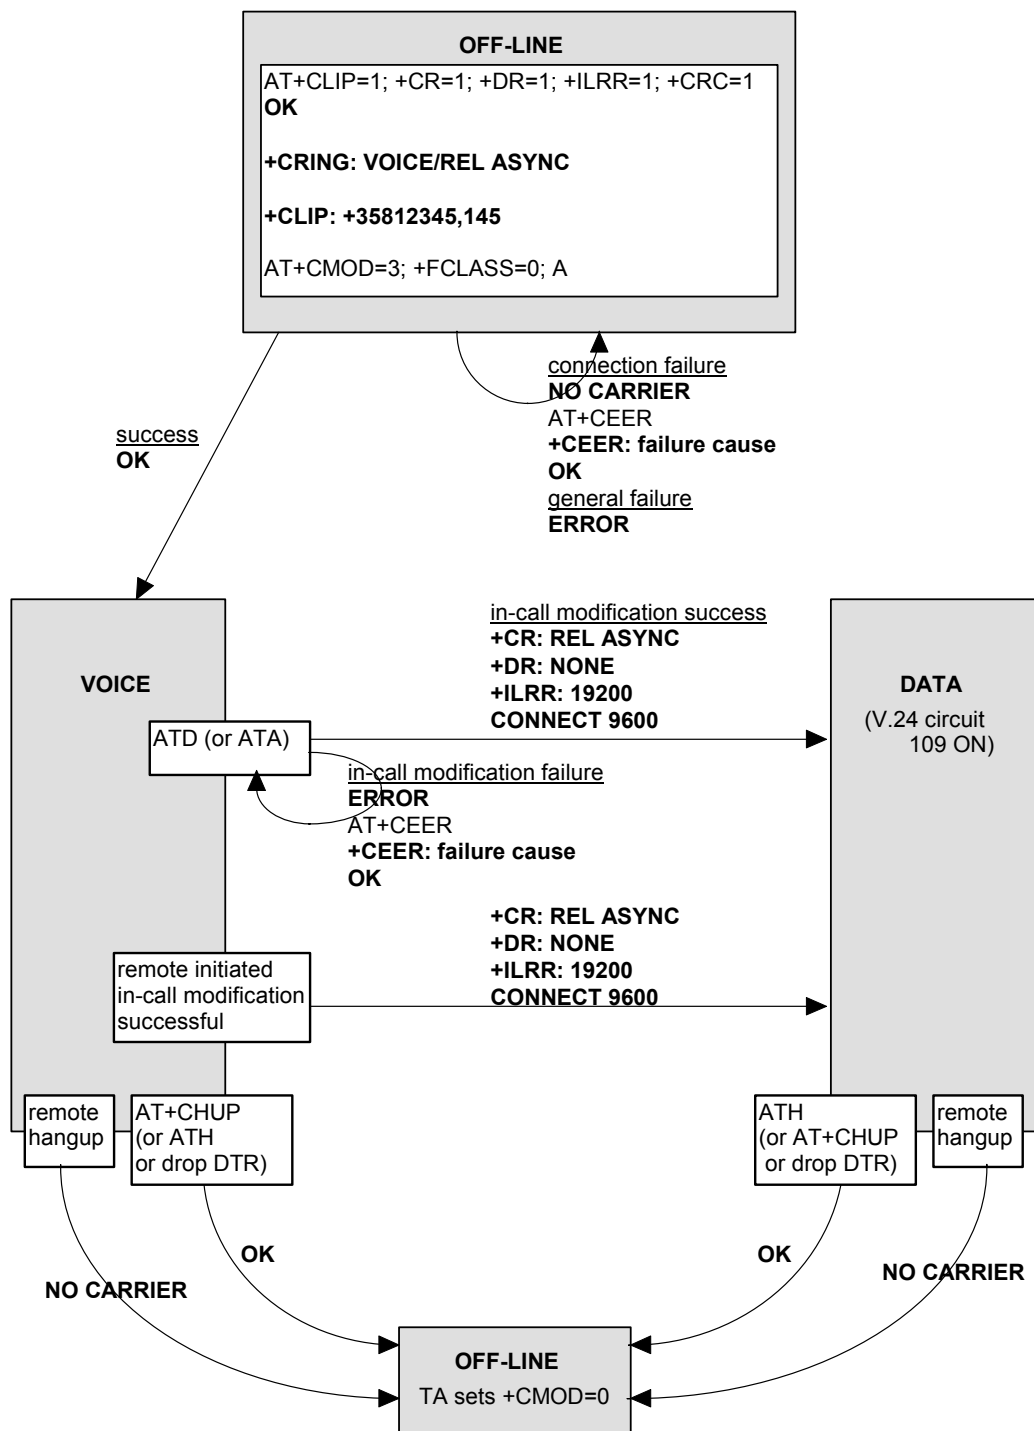 OFF-LINE
AT+CLIP=1; +CR=1; +DR=1; +ILRR=1; +CRC=1
OK
+CRING: VOICE/REL ASYNC
+CLIP: +35812345,145
AT+CMOD=3; +FCLASS=0; A
connection failure
NO CARRIER
AT+CEER
+CEER: failure cause
OK
general failure
ERROR
success
OK
VOICE
ATD (or ATA)
in-call modification success
+CR: REL ASYNC
+DR: NONE
+ILRR: 19200
CONNECT 9600
DATA
(V.24 circuit
109 ON)
in-call modification failure
ERROR
AT+CEER
+CEER: failure cause
OK
remote initiated
in-call modification
successful
+CR: REL ASYNC
+DR: NONE
+ILRR: 19200
CONNECT 9600
remote
hangup
AT+CHUP
(or ATH
or drop DTR)
ATH
(or AT+CHUP
or drop DTR)
remote
hangup
NO CARRIER
OK
OK
NO CARRIER
OFF-LINE
TA sets +CMOD=0